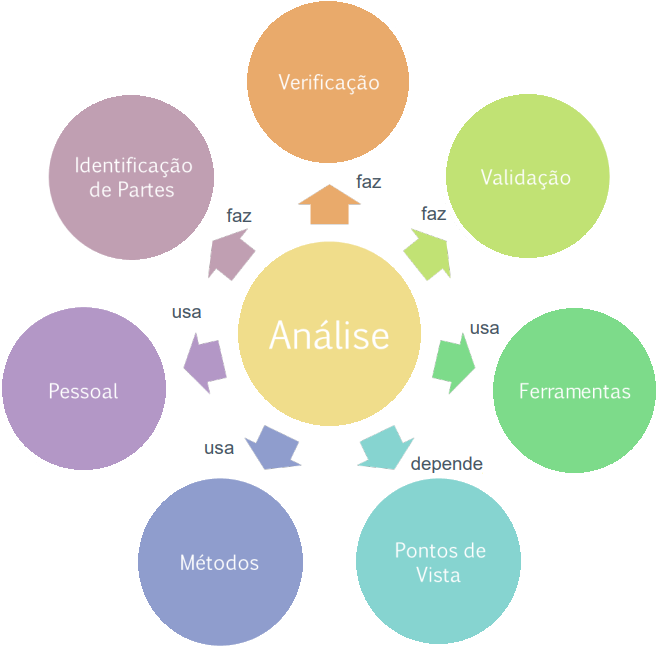 Verificação
Identificação
de Partes
Validação
faz
faz
faz
usa
Análise
usa
Pessoal
Ferramentas
usa
depende
Métodos
Pontos de
Vista